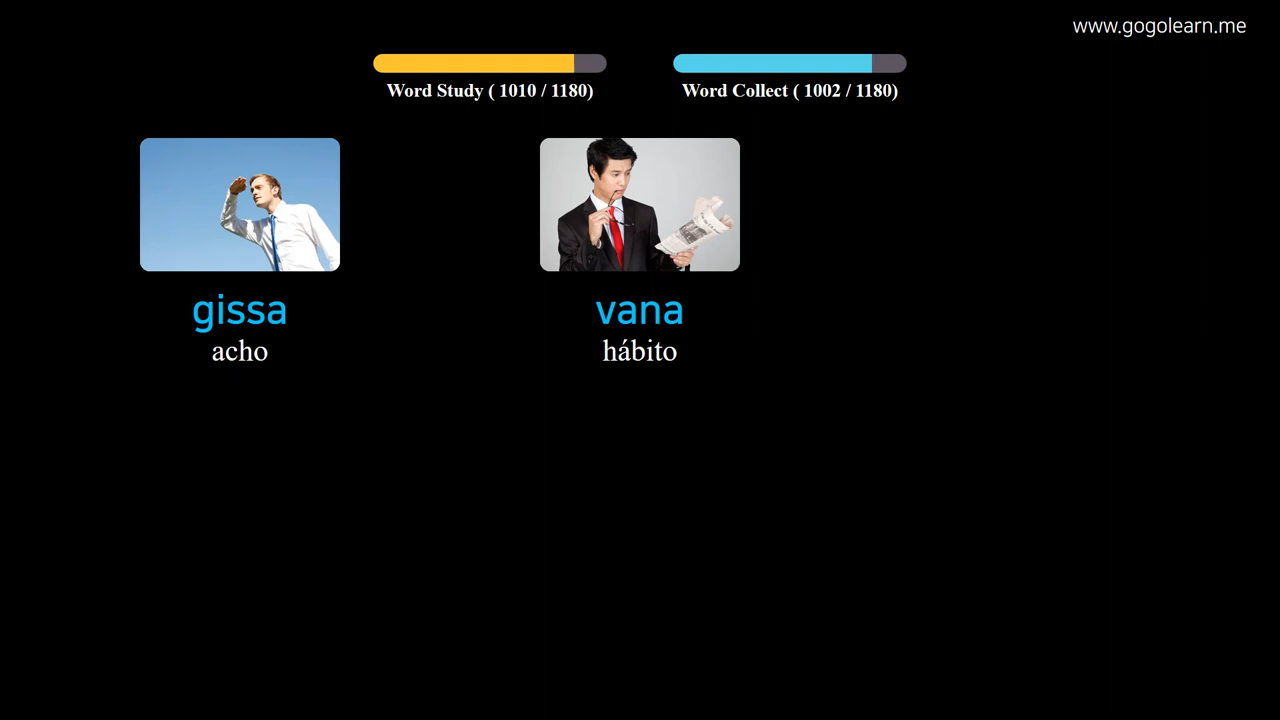 www.gogolearn.me
Word Study ( 1010 / 1180)
Word Collect ( 1002 / 1180)
gissa
acho
vana
hábito